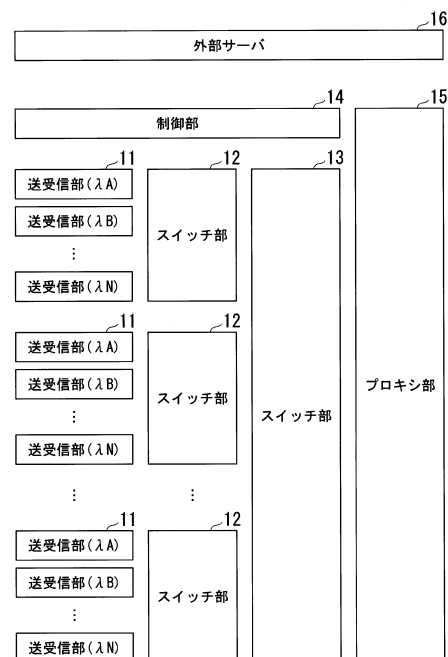 16
外部サーバ
14
15
制御部
11
12
13
送受信部(λA)
送受信部(λB)
⋮
送受信部(λN)
スイッチ部
11
12
送受信部(λA)
送受信部(λB)
⋮
送受信部(λN)
スイッチ部
スイッチ部
プロキシ部
⋮
⋮
11
12
送受信部(λA)
送受信部(λB)
⋮
送受信部(λN)
スイッチ部